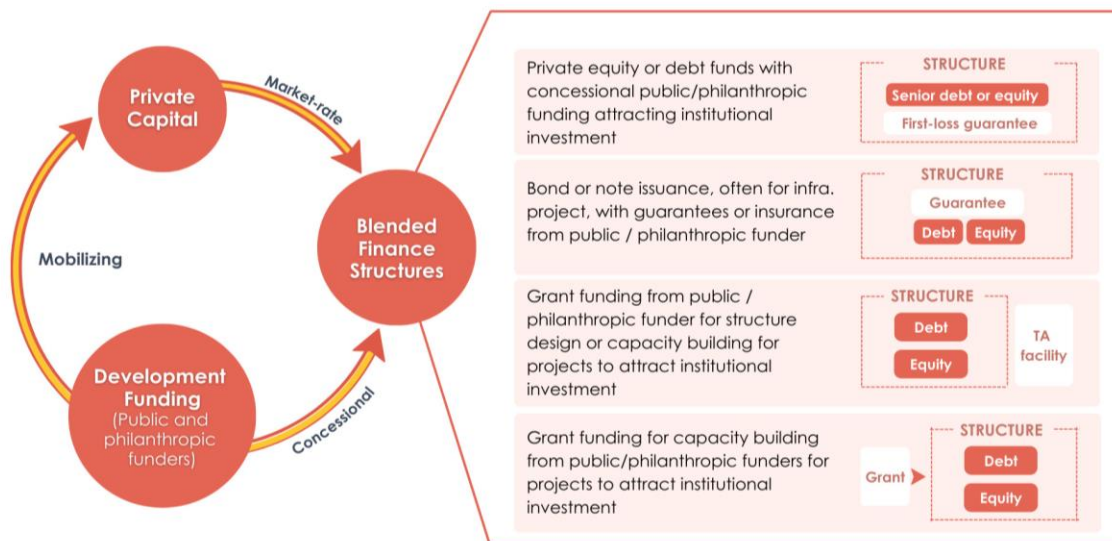 Private
Capital
Market-rate
Mobilizing
Blended
Finance
Structures
Development
Funding
(Public and
philanthropic
funders)
Concessional
Private equity or debt funds with
concessional public/philanthropic
funding attracting institutional
investment
STRUCTURE
Senior debt or equity
First-loss guarantee
Bond or note issuance, often for infra.
project, with guarantees or insurance
from public / philanthropic funder
STRUCTURE
Guarantee
Debt Equity
Grant funding from public /
philanthropic funder for structure
design or capacity building for
projects to attract institutional
investment
STRUCTURE
Debt
Equity
TA
facility
Grant funding for capacity building
from public/philanthropic funders for
projects to attract institutional
investment
Grant
STRUCTURE
Debt
Equity